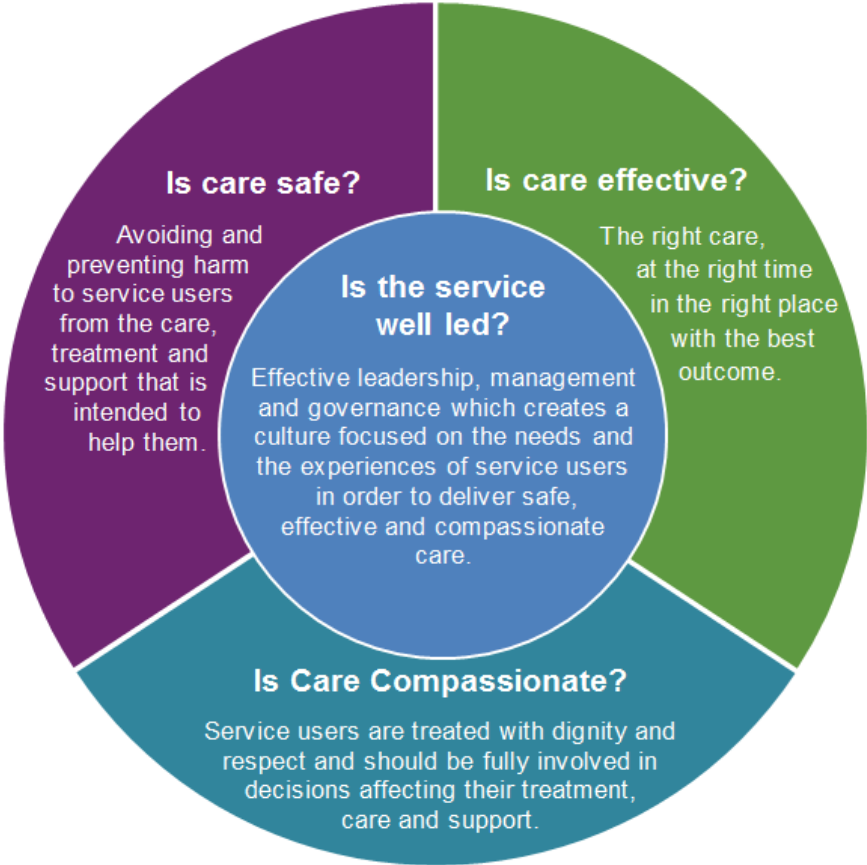 Is care safe?
Avoiding and
preventing harm
to service users
from the care,
treatment and
support that is
intended to
help them.
Is care effective?
The right care,
at the right time
in the right place
with the best
outcome.
Is the service
well led?
Effective leadership, management
and governance which creates a
culture focused on the needs and
the experiences of service users
in order to deliver safe,
effective and compassionate
care.
Is Care Compassionate?
Service users are treated with dignity and
respect and should be fully involved in
decisions affecting their treatment,
care and support.